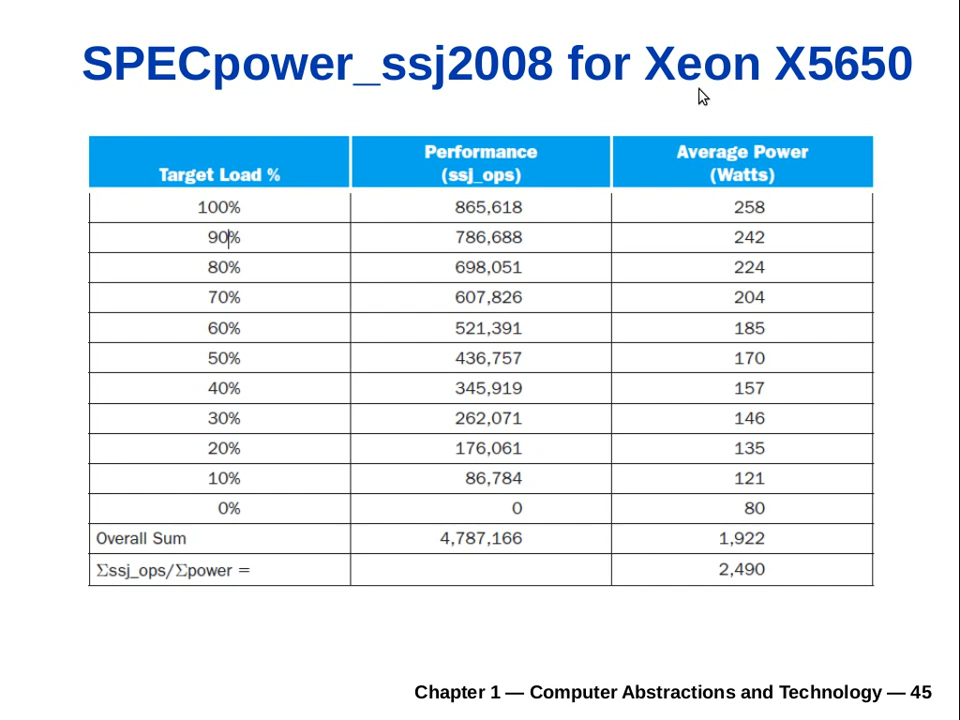 SPECpower_ssj2008 for Xeon X5650
Target Load % Performance (ssj_ops) Average Power (Watts)
100% 865,618 258
90% 786,688 242
80% 698,051 224
70% 607,826 204
60% 521,391 185
50% 436,757 170
40% 345,919 157
30% 262,071 146
20% 176,061 135
10% 86,784 121
0% 0 80
Overall Sum 4,787,166 1,922
Σssj_ops/Σpower = 2,490
Chapter 1 — Computer Abstractions and Technology — 45